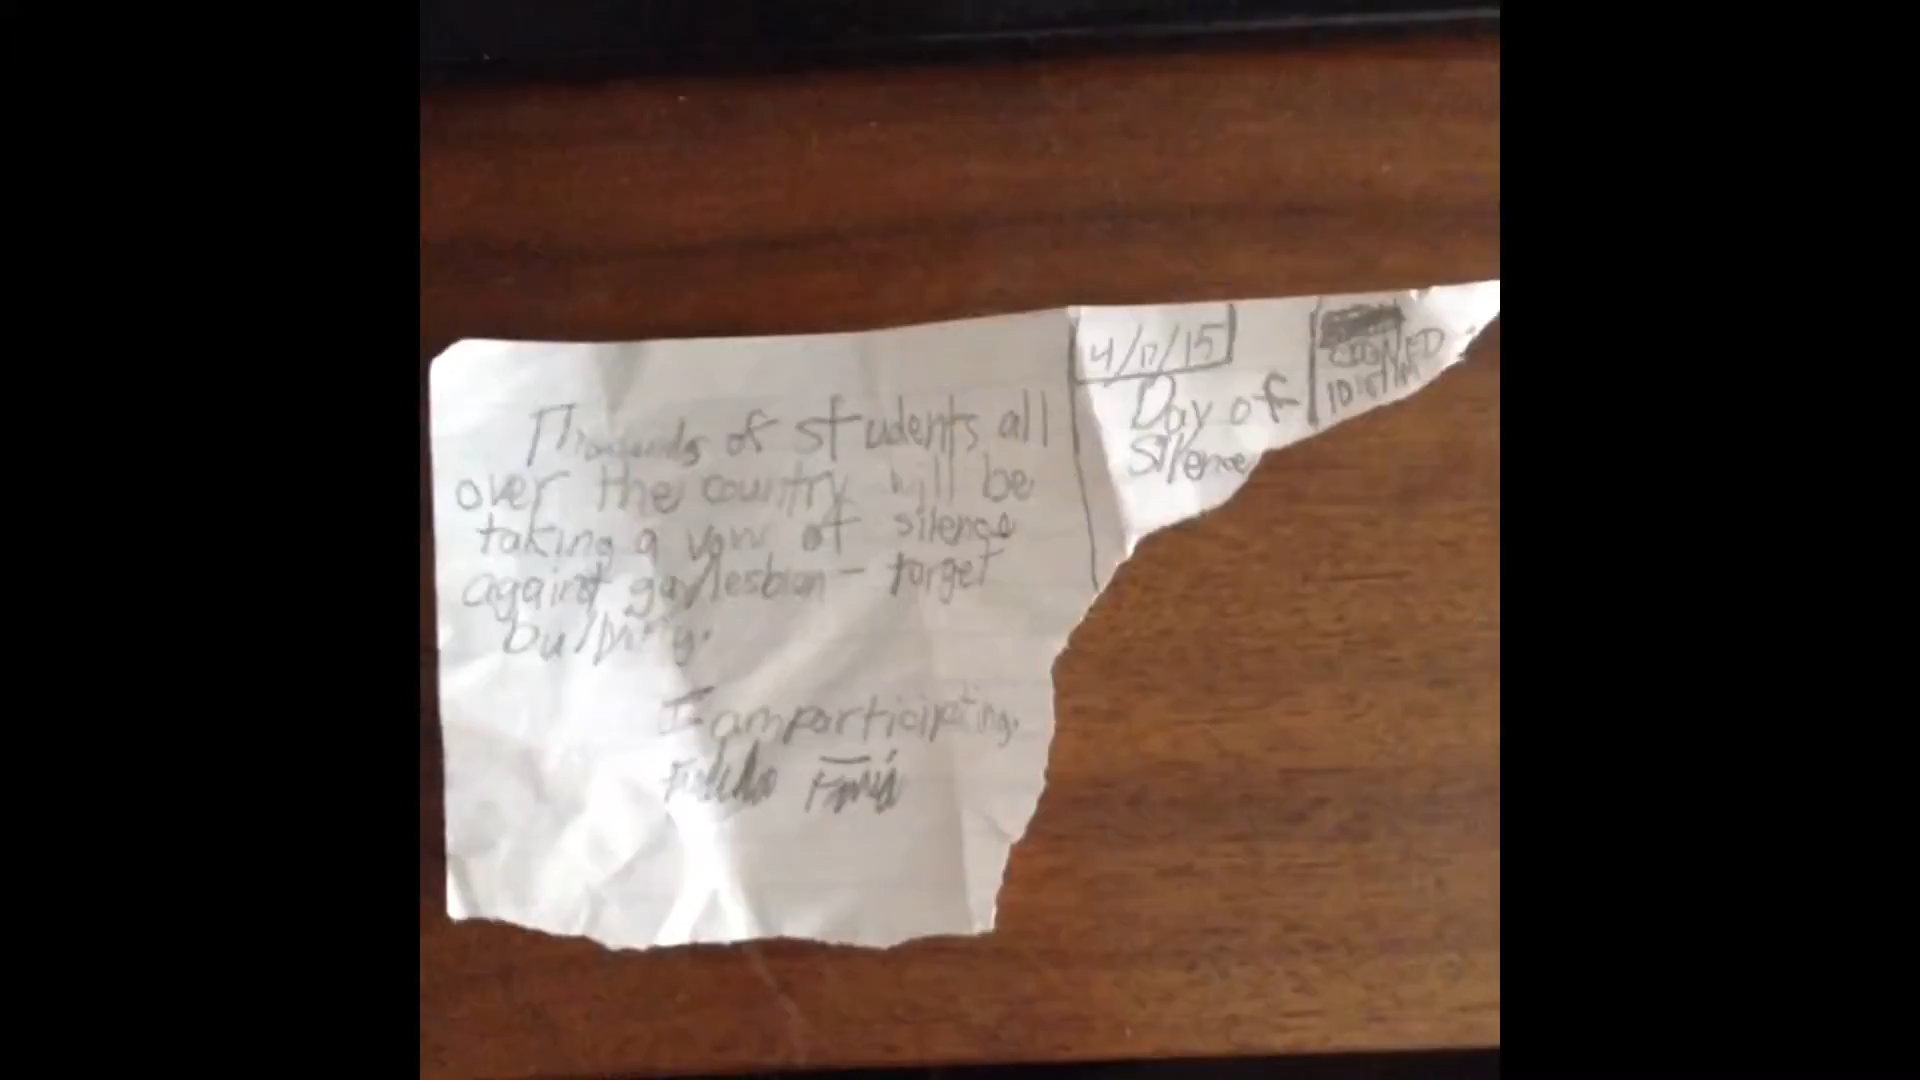 Thousands of students all
over the country will be
taking a vow of silence
against gay/lesbian - target
bullying.
I am participating.
4/17/15
Day of
Silence